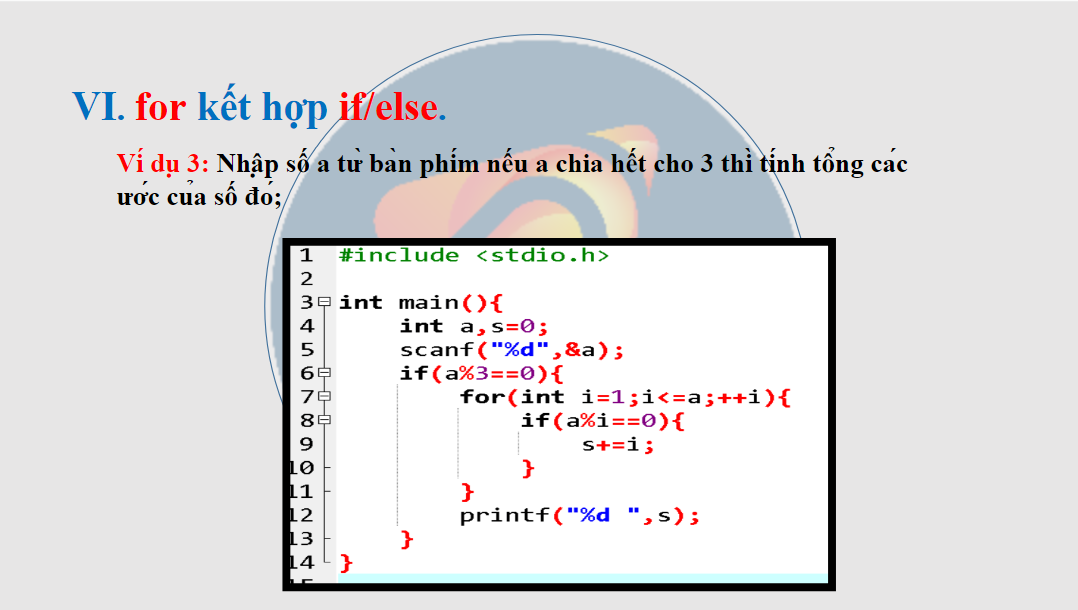 VI. for kết hợp if/else.
Ví dụ 3: Nhập số a từ bàn phím nếu a chia hết cho 3 thì tính tổng các
ước của số đó;
1 #include <stdio.h>
2
3 int main(){
4 int a,s=0;
5 scanf("%d",&a);
6 if(a%3==0){
7 for(int i=1;i<=a;++i){
8 if(a%i==0){
9 s+=i;
10 }
11 }
12 printf("%d ",s);
13 }
14 }